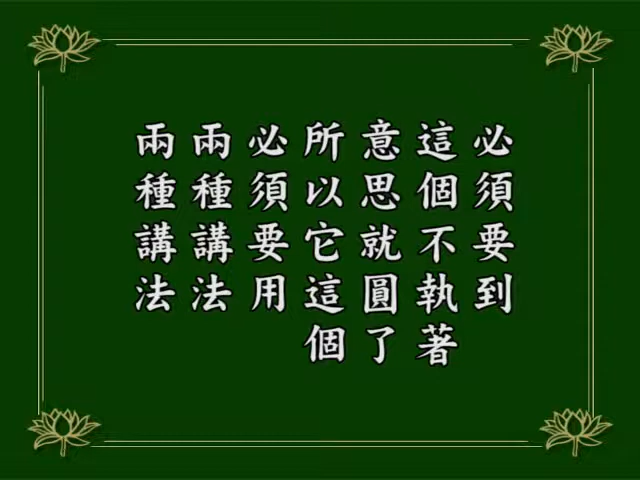 必須要到
這個不執著
意思就圓了
所以它這個
必須要用
兩種講法
兩種講法